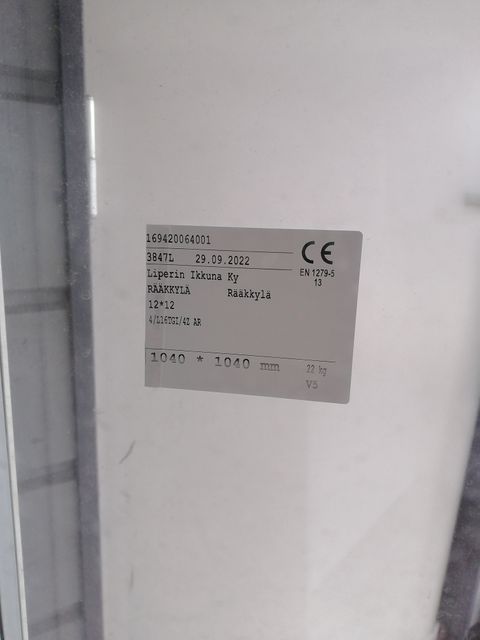 169420064001
3847L 29.09.2022
Liperin Ikkuna Ky
RÄÄKKYLÄ Rääkkylä
12*12
4/L16TGI/4Z AR
1040 * 1040 mm
22 kg
V5
CE
EN 1279-5
13